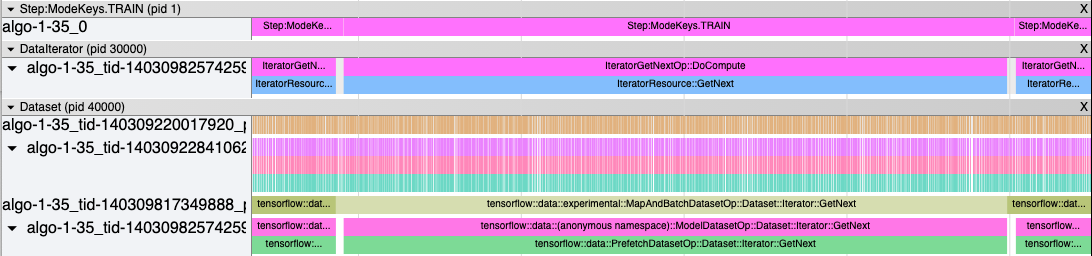 Step:ModeKeys.TRAIN (pid 1) X
algo-1-35_0 Step:ModeKe... Step:ModeKeys.TRAIN Step:ModeKe...
DataIterator (pid 30000) X
algo-1-35_tid-14030982574259 IteratorGetN... IteratorGetNextOp::DoCompute IteratorGetN...
IteratorResourc... IteratorResource::GetNext IteratorRe...
Dataset (pid 40000) X
algo-1-35_tid-140309220017920_
algo-1-35_tid-14030922841062
algo-1-35_tid-140309817349888_ tensorflow::dat... tensorflow::data::experimental::MapAndBatchDatasetOp::Dataset::Iterator::GetNext tensorflow::dat...
algo-1-35_tid-14030982574259 tensorflow::dat... tensorflow::data::(anonymous namespace)::ModelDatasetOp::Dataset::Iterator::GetNext tensorflow...
tensorflow:... tensorflow::data::PrefetchDatasetOp::Dataset::Iterator::GetNext tensorflow:...